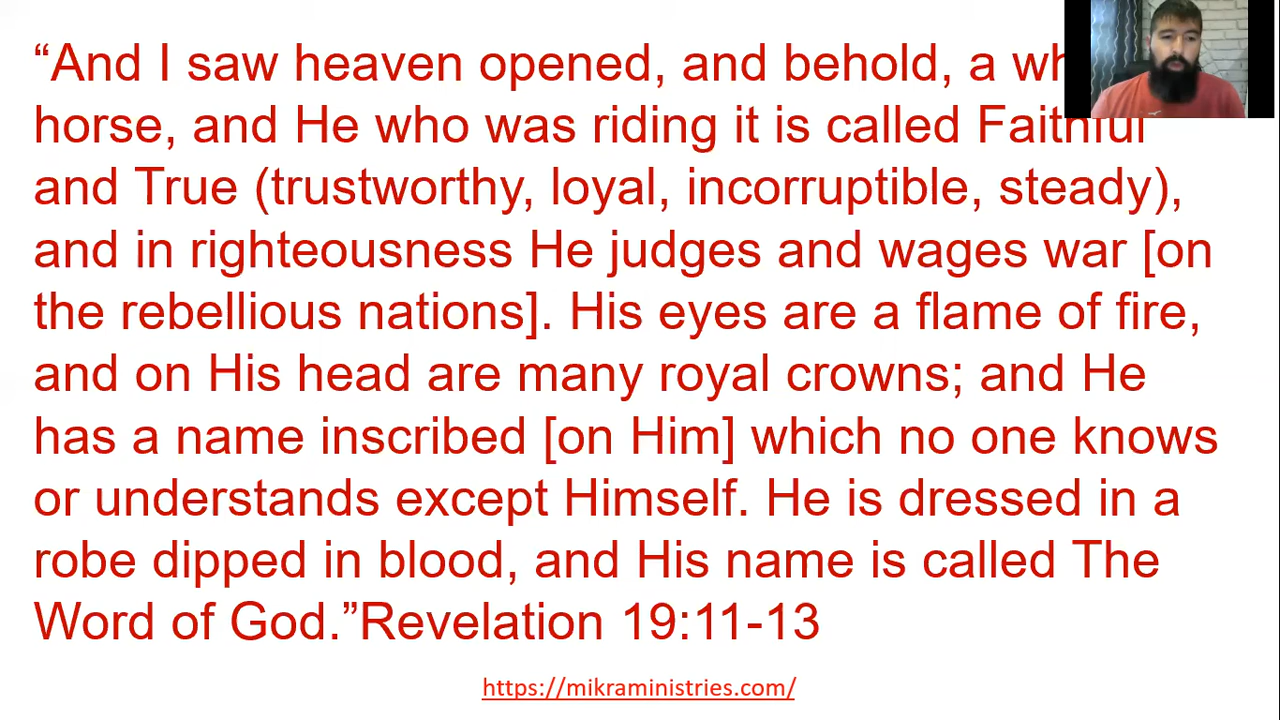 “And I saw heaven opened, and behold, a
horse, and He who was riding it is called Faithful
and True (trustworthy, loyal, incorruptible, steady),
and in righteousness He judges and wages war [on
the rebellious nations]. His eyes are a flame of fire,
and on His head are many royal crowns; and He
has a name inscribed [on Him] which no one knows
or understands except Himself. He is dressed in a
robe dipped in blood, and His name is called The
Word of God.”Revelation 19:11-13
https://mikraministries.com/